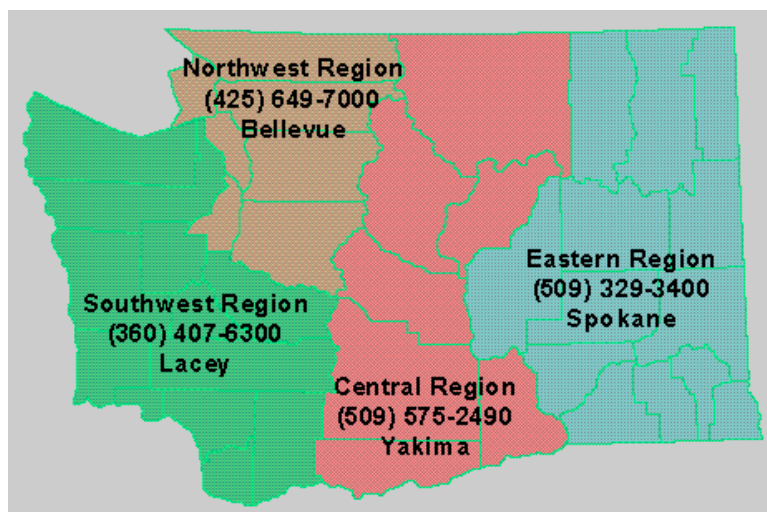 Northwest Region
(425) 649-7000
Bellevue
Eastern Region
(509) 329-3400
Spokane
Southwest Region
(360) 407-6300
Lacey
Central Region
(509) 575-2490
Yakima